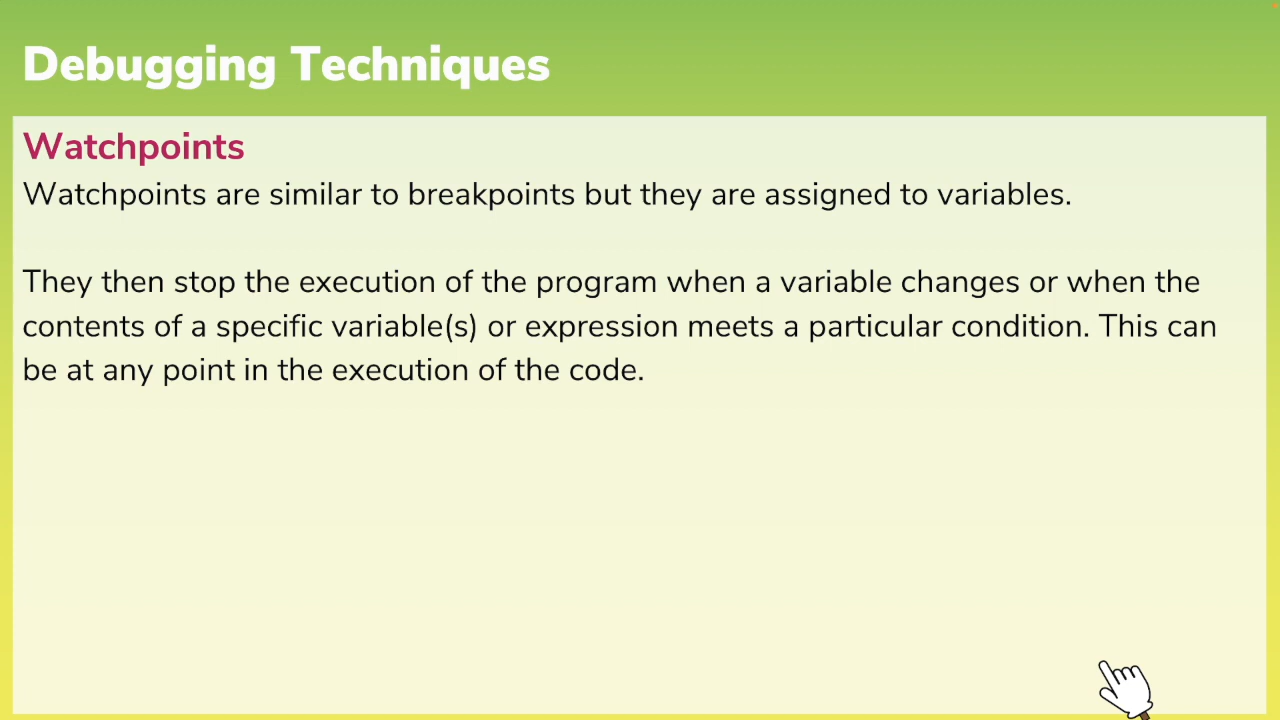 Debugging Techniques
Watchpoints
Watchpoints are similar to breakpoints but they are assigned to variables.
They then stop the execution of the program when a variable changes or when the
contents of a specific variable(s) or expression meets a particular condition. This can
be at any point in the execution of the code.